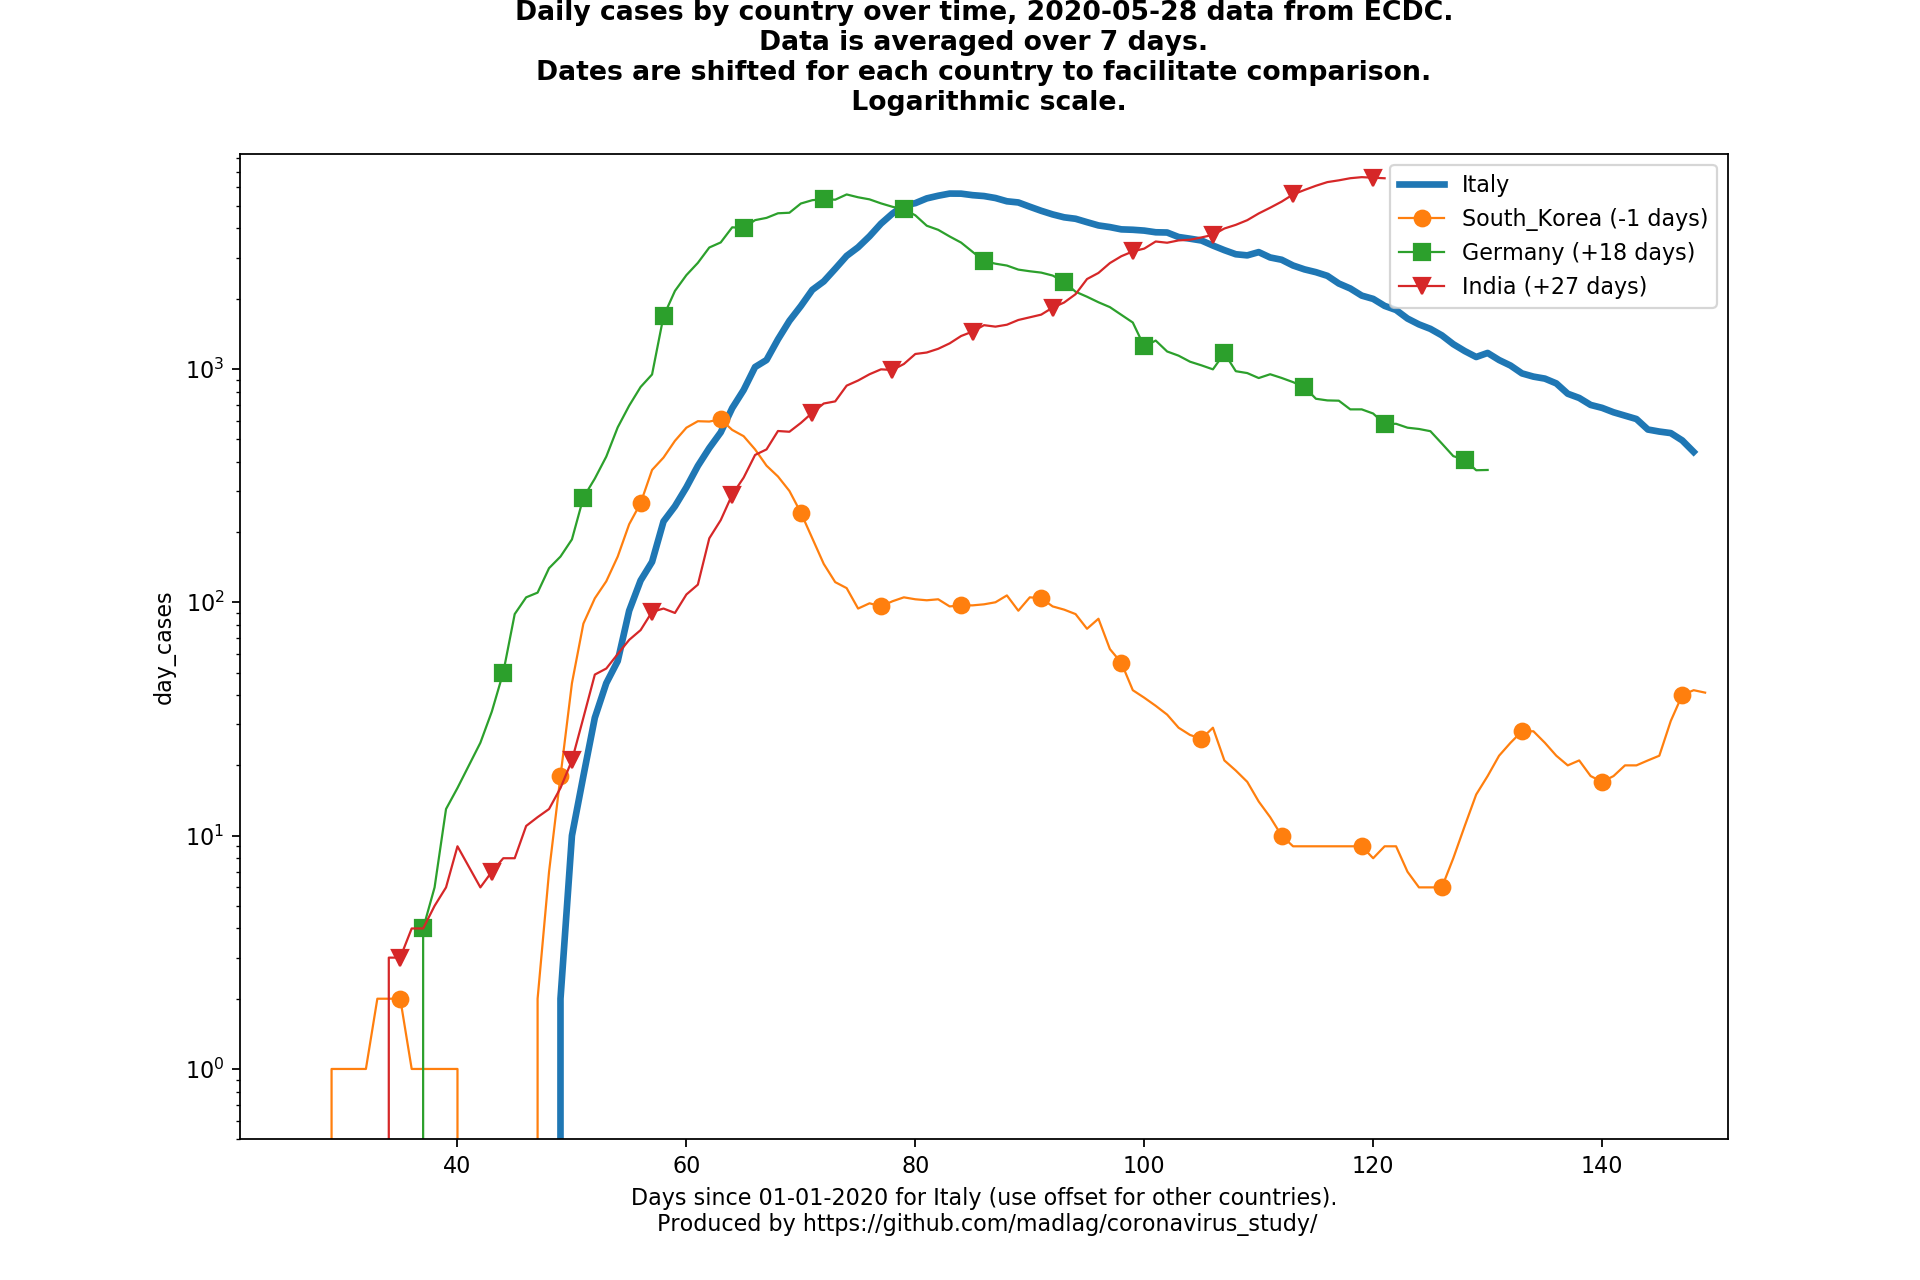 Daily cases by country over time, 2020-05-28 data from ECDC.
Data is averaged over 7 days.
Dates are shifted for each country to facilitate comparison.
Logarithmic scale.
Italy
South_Korea (-1 days)
Germany (+18 days)
India (+27 days)
day_cases
10³
10²
10¹
10⁰
40 60 80 100 120 140
Days since 01-01-2020 for Italy (use offset for other countries).
Produced by https://github.com/madlag/coronavirus_study/